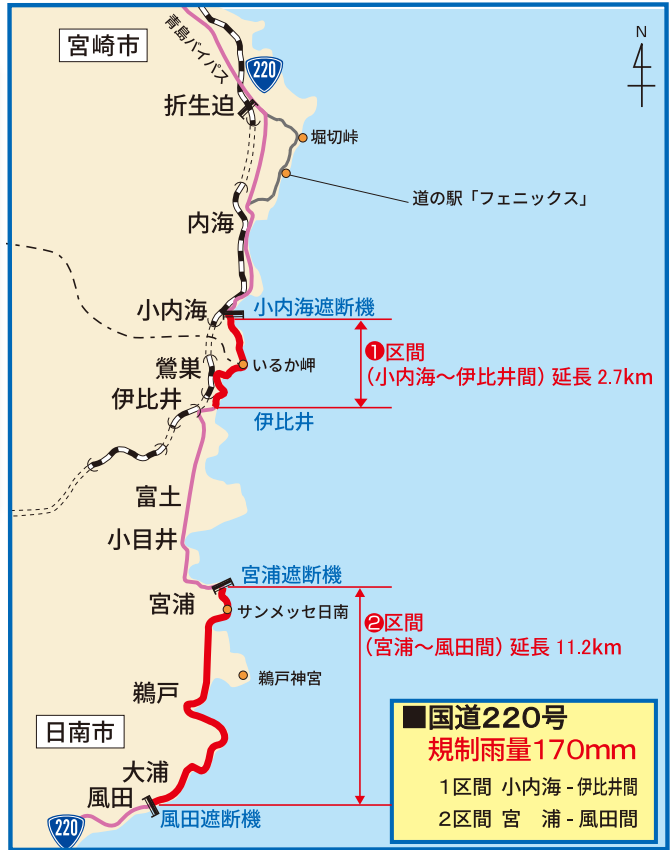 宮崎市
青島バイパス
220
N
折生迫
堀切峠
道の駅「フェニックス」
内海
小内海
小内海遮断機
❶区間
(小内海～伊比井間) 延長 2.7km
いるか岬
鶯巣
伊比井
伊比井
富土
小目井
宮浦遮断機
宮浦
サンメッセ日南
❷区間
(宮浦～風田間) 延長 11.2km
鵜戸神宮
鵜戸
日南市
大浦
風田
風田遮断機
220
■国道220号
規制雨量170mm
1区間 小内海 - 伊比井間
2区間 宮　浦 - 風田間